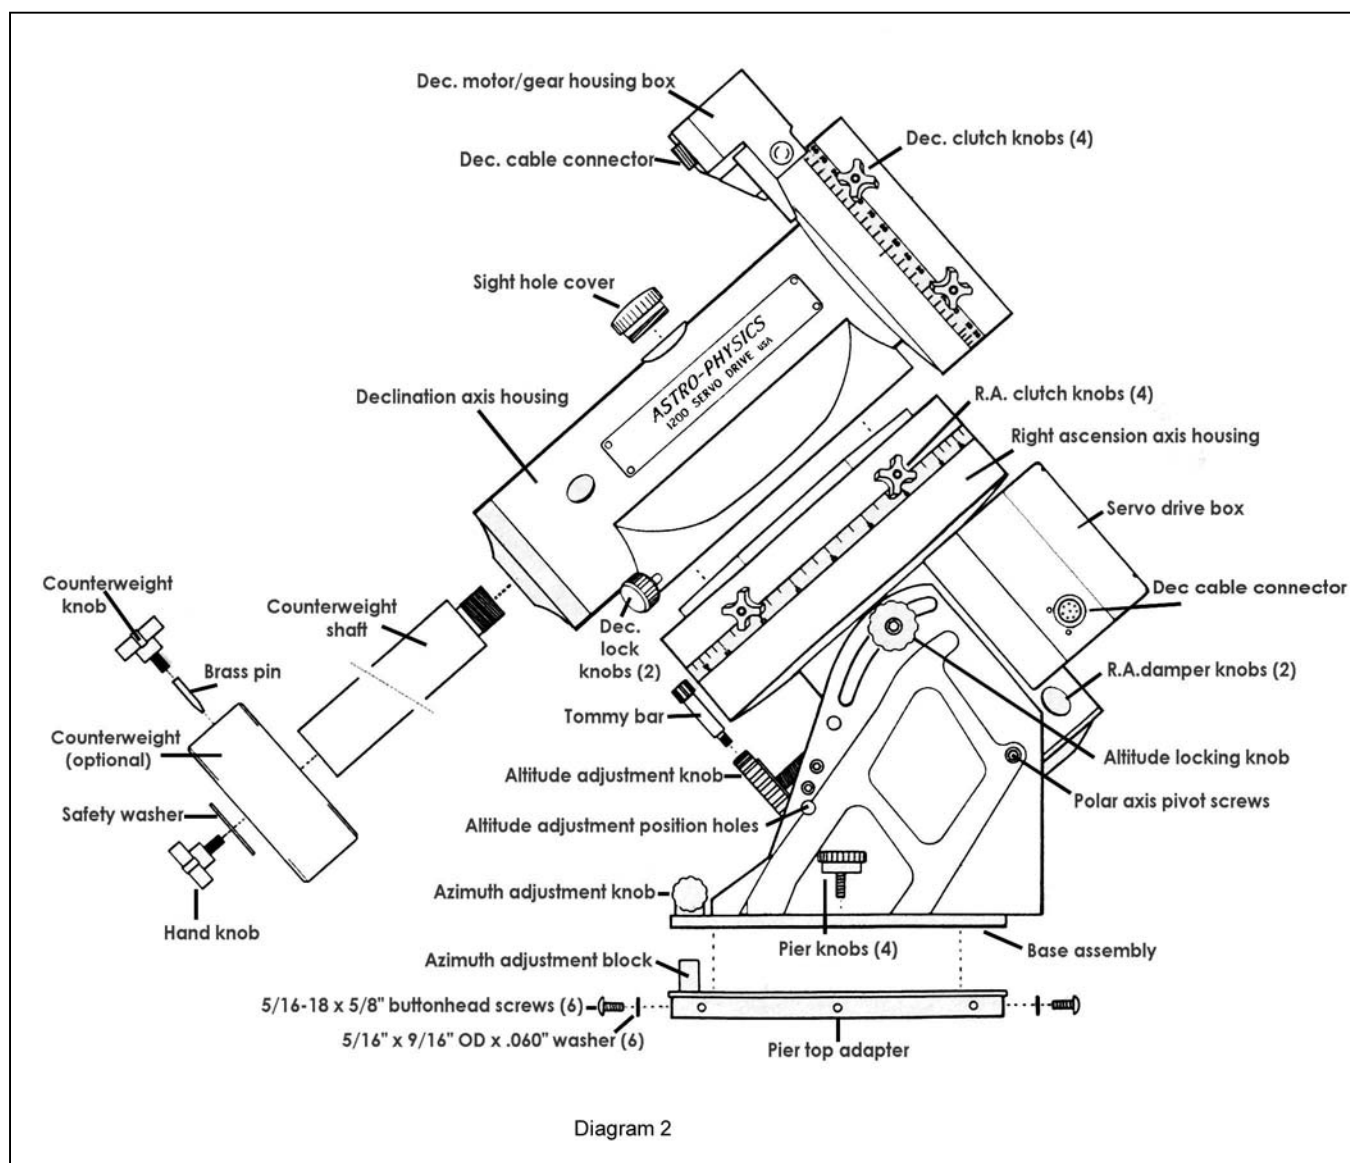 Dec. motor/gear housing box
Dec. clutch knobs (4)
Dec. cable connector
Sight hole cover
ASTRO-PHYSICS
1200 SERVO DRIVE USA
Declination axis housing
R.A. clutch knobs (4)
Right ascension axis housing
Servo drive box
Counterweight
knob
Counterweight
shaft
Dec cable connector
Dec.
lock
knobs (2)
Brass pin
R.A.damper knobs (2)
Tommy bar
Counterweight
(optional)
Altitude locking knob
Altitude adjustment knob
Polar axis pivot screws
Safety washer
Altitude adjustment position holes
Azimuth adjustment knob
Hand knob
Pier knobs (4)
Base assembly
Azimuth adjustment block
5/16-18 x 5/8" buttonhead screws (6)
5/16" x 9/16" OD x .060" washer (6)
Pier top adapter
Diagram 2